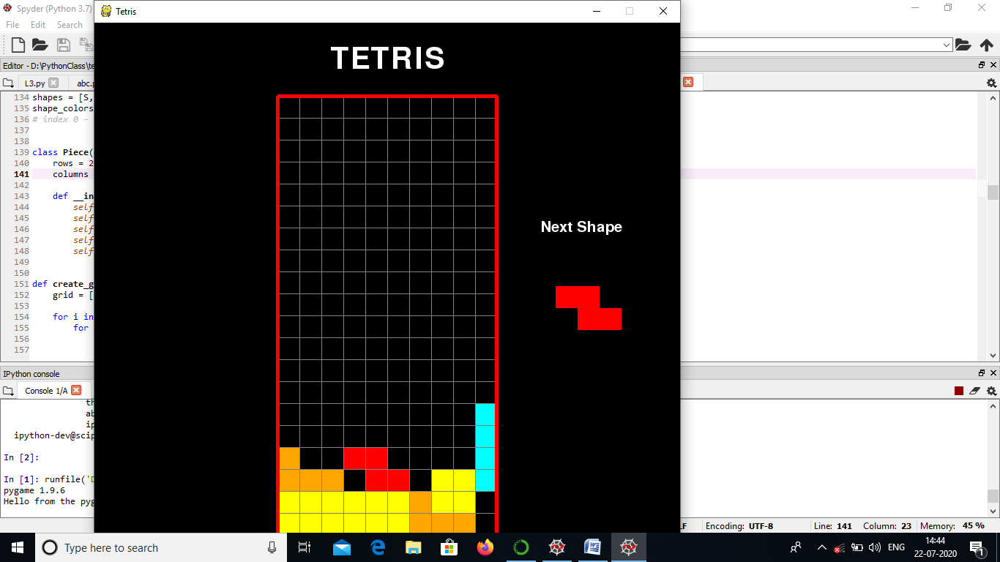 Spyder (Python 3.7)
Tetris
File Edit Search
TETRIS
Editor - D:\PythonClass\te
L3.py
abc.p
134 shapes = [S,
135 shape_colors
136 # index 0 -
137
138
139 class Piece(
140 rows = 2
141 columns
142
143 def __in
144 self
145 self
146 self
147 self
148 self
149
150
151 def create_g
152 grid = [
153
154 for i in
155 for
156
157
Next Shape
IPython console
Console 1/A
th
ab
ip
ipython-dev@scip
In [2]:
In [1]: runfile('D
pygame 1.9.6
Hello from the pyg
LF Encoding: UTF-8 Line: 141 Column: 23 Memory: 45 %
Type here to search
ENG
14:44
22-07-2020
1